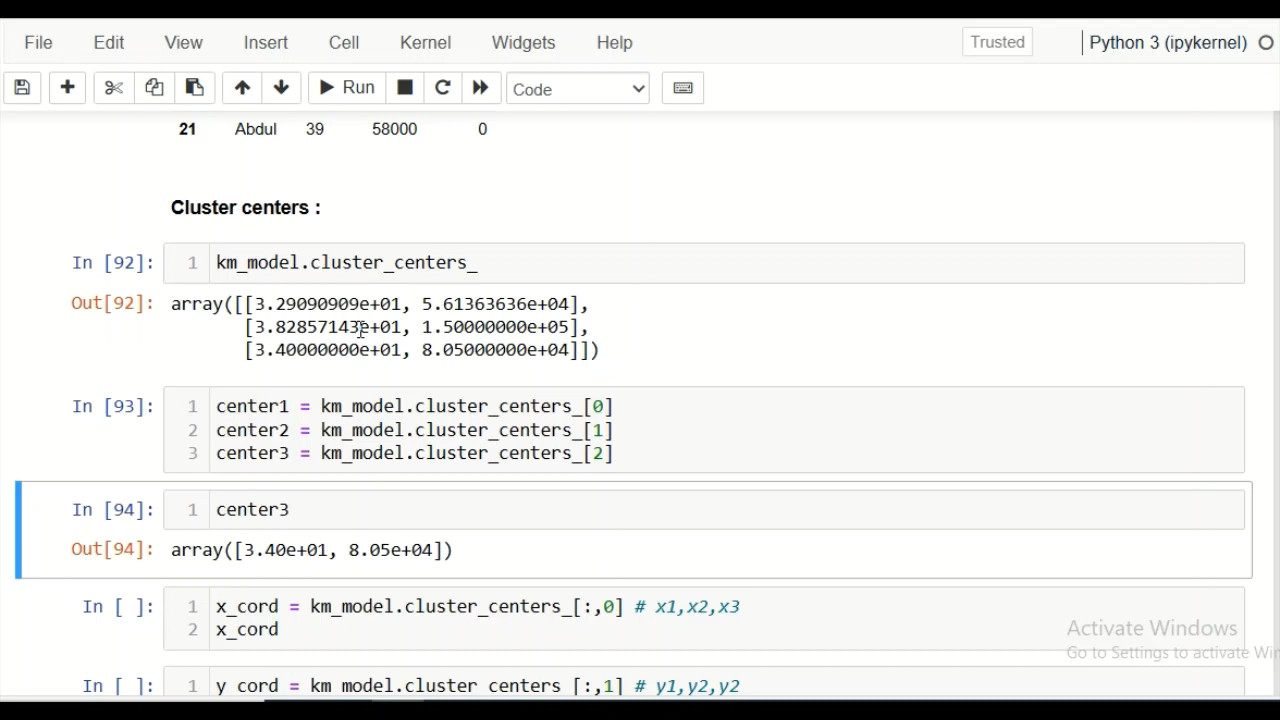 File Edit View Insert Cell Kernel Widgets Help Trusted Python 3 (ipykernel)
Run Code
21 Abdul 39 58000 0
Cluster centers :
In [92]: 1 km_model.cluster_centers_
Out[92]: array([[3.29090909e+01, 5.61363636e+04],
[3.82857143e+01, 1.50000000e+05],
[3.40000000e+01, 8.05000000e+04]])
In [93]: 1 center1 = km_model.cluster_centers_[0]
2 center2 = km_model.cluster_centers_[1]
3 center3 = km_model.cluster_centers_[2]
In [94]: 1 center3
Out[94]: array([3.40e+01, 8.05e+04])
In [ ]: 1 x_cord = km_model.cluster_centers_[:,0] # x1,x2,x3
2 x_cord
Activate Windows
Go to Settings to activate Win
In [ ]: 1 y_cord = km_model.cluster_centers_[:,1] # y1,y2,y2